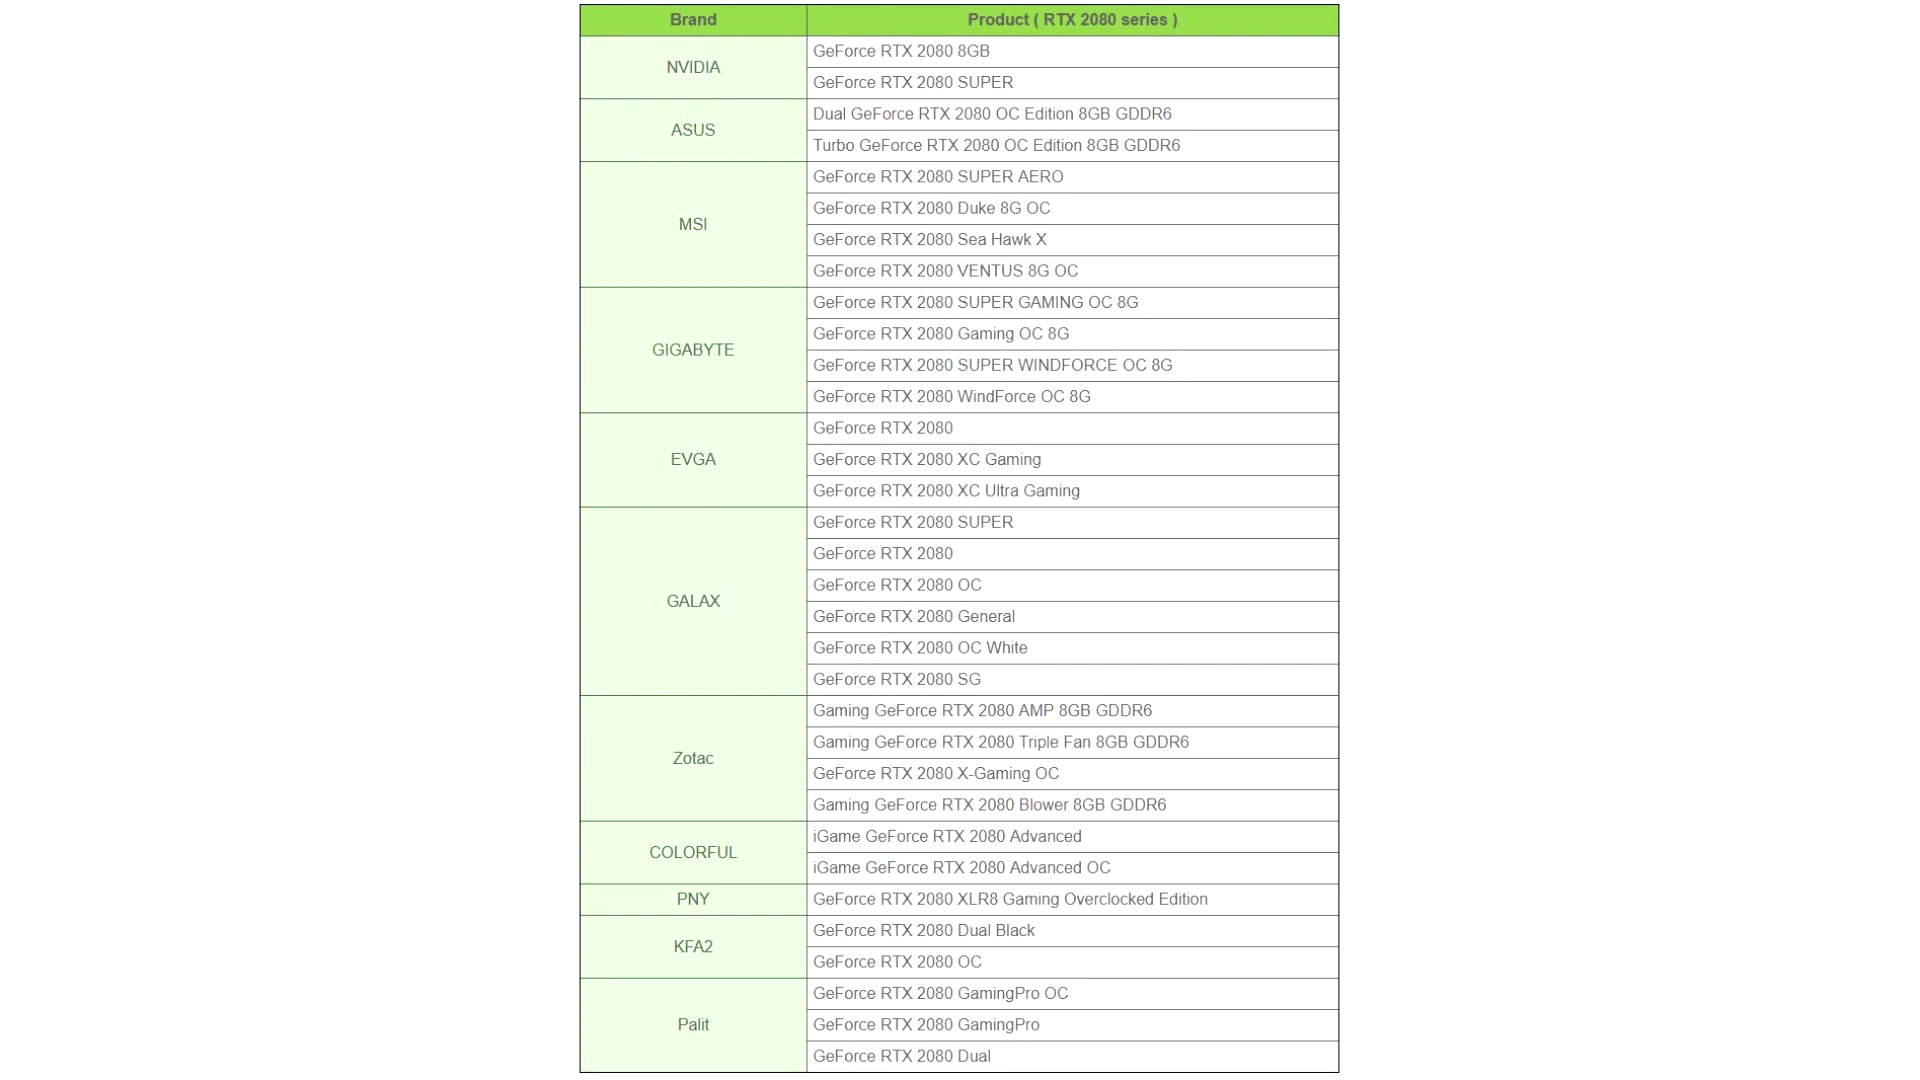 Brand
Product ( RTX 2080 series )
NVIDIA
GeForce RTX 2080 8GB
GeForce RTX 2080 SUPER
ASUS
Dual GeForce RTX 2080 OC Edition 8GB GDDR6
Turbo GeForce RTX 2080 OC Edition 8GB GDDR6
MSI
GeForce RTX 2080 SUPER AERO
GeForce RTX 2080 Duke 8G OC
GeForce RTX 2080 Sea Hawk X
GeForce RTX 2080 VENTUS 8G OC
GIGABYTE
GeForce RTX 2080 SUPER GAMING OC 8G
GeForce RTX 2080 Gaming OC 8G
GeForce RTX 2080 SUPER WINDFORCE OC 8G
GeForce RTX 2080 WindForce OC 8G
EVGA
GeForce RTX 2080
GeForce RTX 2080 XC Gaming
GeForce RTX 2080 XC Ultra Gaming
GALAX
GeForce RTX 2080 SUPER
GeForce RTX 2080
GeForce RTX 2080 OC
GeForce RTX 2080 General
GeForce RTX 2080 OC White
GeForce RTX 2080 SG
Zotac
Gaming GeForce RTX 2080 AMP 8GB GDDR6
Gaming GeForce RTX 2080 Triple Fan 8GB GDDR6
GeForce RTX 2080 X-Gaming OC
Gaming GeForce RTX 2080 Blower 8GB GDDR6
COLORFUL
iGame GeForce RTX 2080 Advanced
iGame GeForce RTX 2080 Advanced OC
PNY
GeForce RTX 2080 XLR8 Gaming Overclocked Edition
KFA2
GeForce RTX 2080 Dual Black
GeForce RTX 2080 OC
Palit
GeForce RTX 2080 GamingPro OC
GeForce RTX 2080 GamingPro
GeForce RTX 2080 Dual